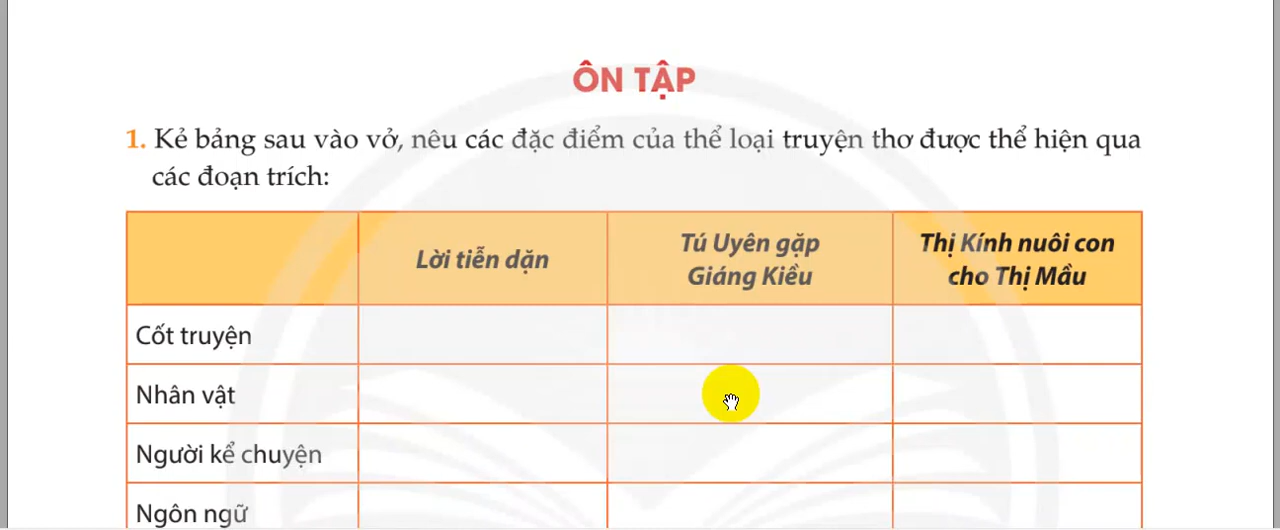 ÔN TẬP
1. Kẻ bảng sau vào vở, nêu các đặc điểm của thể loại truyện thơ được thể hiện qua
các đoạn trích:
Lời tiễn dặn
Tú Uyên gặp
Giáng Kiều
Thị Kính nuôi con
cho Thị Mầu
Cốt truyện
Nhân vật
Người kể chuyện
Ngôn ngữ